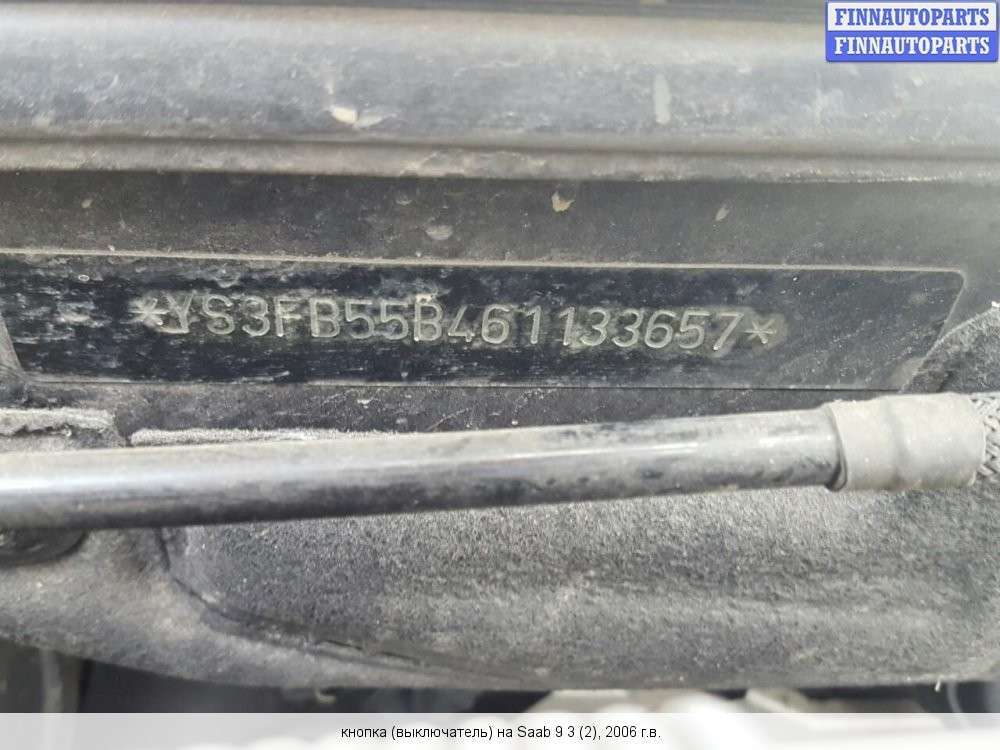 FINNAUTOPARTS
FINNAUTOPARTS
*YS3FB55B461133657*
кнопка (выключатель) на Saab 9 3 (2), 2006 г.в.